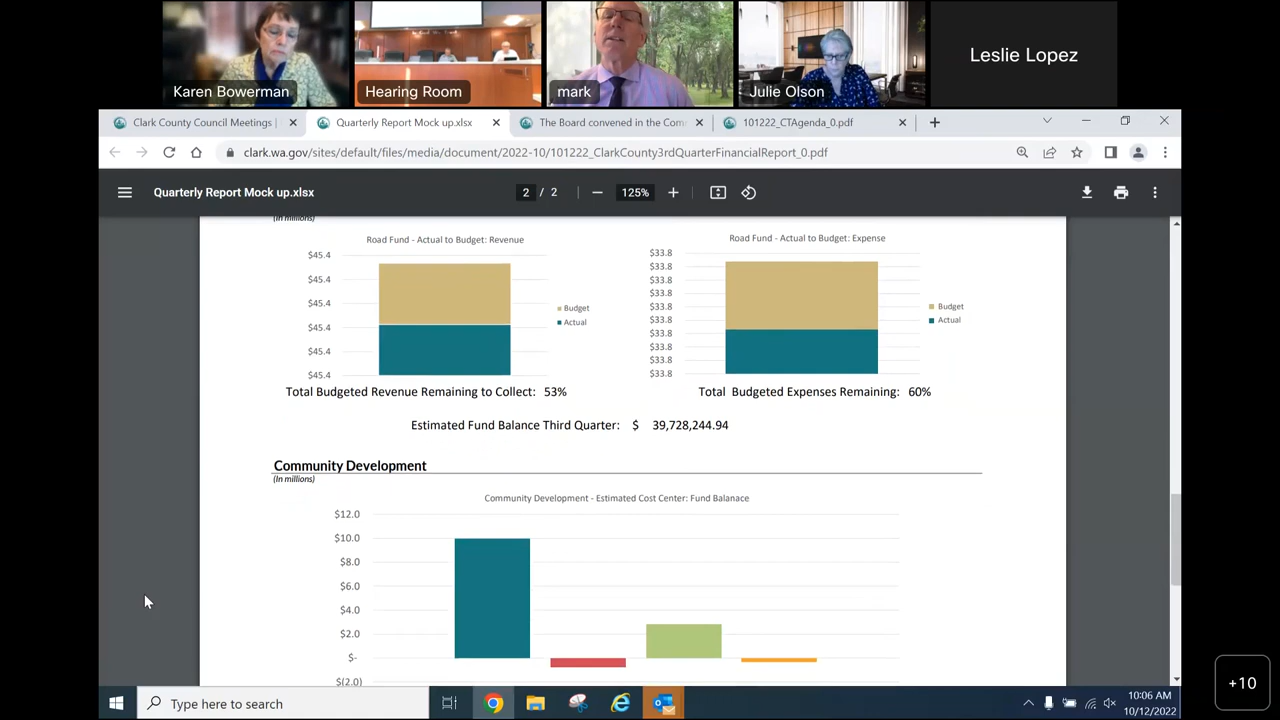 Karen Bowerman
Hearing Room
mark
Julie Olson
Leslie Lopez
Clark County Council Meetings |
Quarterly Report Mock up.xlsx
The Board convened in the Com
101222_CTAgenda_0.pdf
clark.wa.gov/sites/default/files/media/document/2022-10/101222_ClarkCounty3rdQuarterFinancialReport_0.pdf
Quarterly Report Mock up.xlsx
2 / 2
125%
(In millions)
Road Fund - Actual to Budget: Revenue
$45.4
$45.4
$45.4
$45.4
$45.4
$45.4
Budget
Actual
Road Fund - Actual to Budget: Expense
$33.8
$33.8
$33.8
$33.8
$33.8
$33.8
$33.8
$33.8
$33.8
$33.8
Budget
Actual
Total Budgeted Revenue Remaining to Collect: 53%
Total Budgeted Expenses Remaining: 60%
Estimated Fund Balance Third Quarter: $ 39,728,244.94
Community Development
(In millions)
Community Development - Estimated Cost Center: Fund Balanace
$12.0
$10.0
$8.0
$6.0
$4.0
$2.0
$-
$(2.0)
Type here to search
10:06 AM
10/12/2022
+10